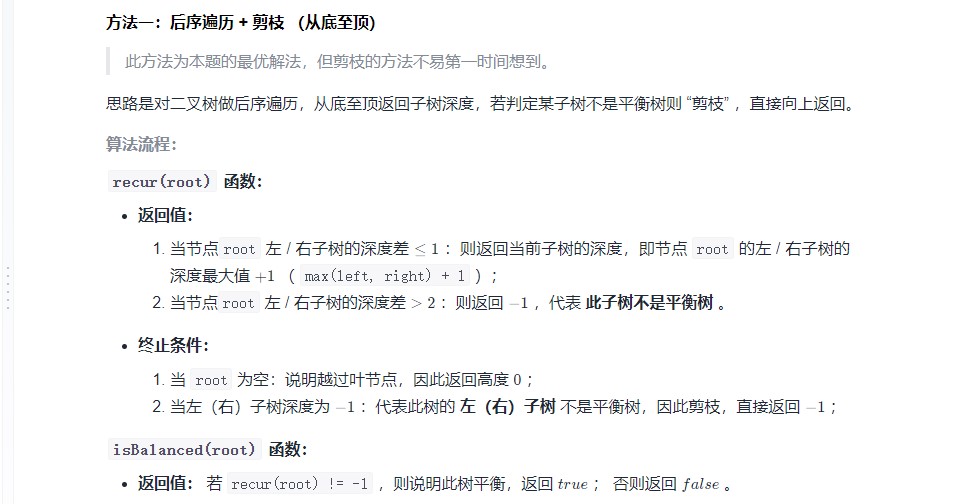 方法一：后序遍历 + 剪枝 （从底至顶）
此方法为本题的最优解法，但剪枝的方法不易第一时间想到。
思路是对二叉树做后序遍历，从底至顶返回子树深度，若判定某子树不是平衡树则 “剪枝” ，直接向上返回。
算法流程：
recur(root) 函数：
• 返回值：
1. 当节点 root 左 / 右子树的深度差 ≤ 1 ：则返回当前子树的深度，即节点 root 的左 / 右子树的
深度最大值 +1 （ max(left, right) + 1 ）；
2. 当节点 root 左 / 右子树的深度差 > 2 ：则返回 −1 ，代表 此子树不是平衡树 。
• 终止条件：
1. 当 root 为空：说明越过叶节点，因此返回高度 0 ；
2. 当左（右）子树深度为 −1 ：代表此树的 左（右）子树 不是平衡树，因此剪枝，直接返回 −1 ；
isBalanced(root) 函数：
• 返回值： 若 recur(root) != -1 ，则说明此树平衡，返回 true ； 否则返回 false 。